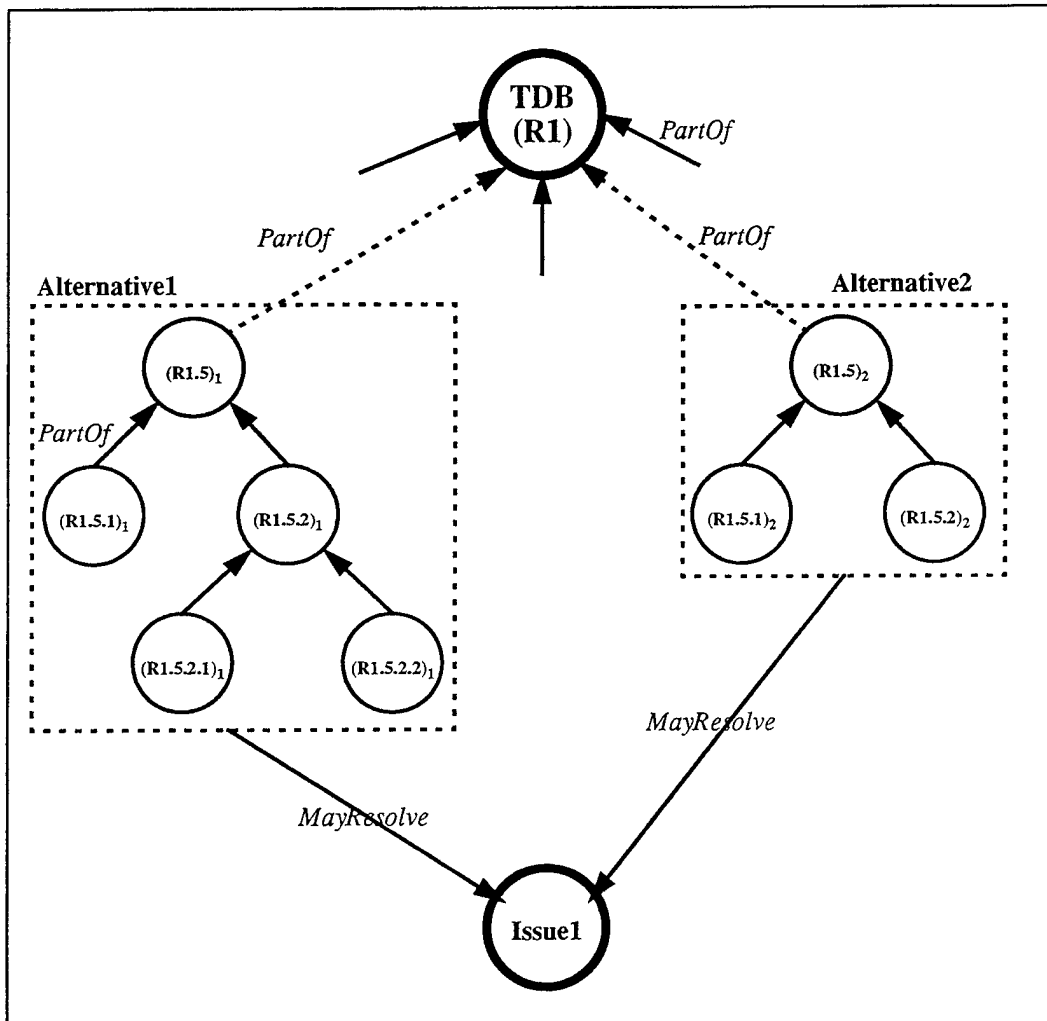 TDB
(R1)
PartOf
PartOf
PartOf
Alternative1
Alternative2
(R1.5)1
(R1.5)2
PartOf
(R1.5.1)1
(R1.5.2)1
(R1.5.1)2
(R1.5.2)2
(R1.5.2.1)1
(R1.5.2.2)1
MayResolve
MayResolve
Issue1